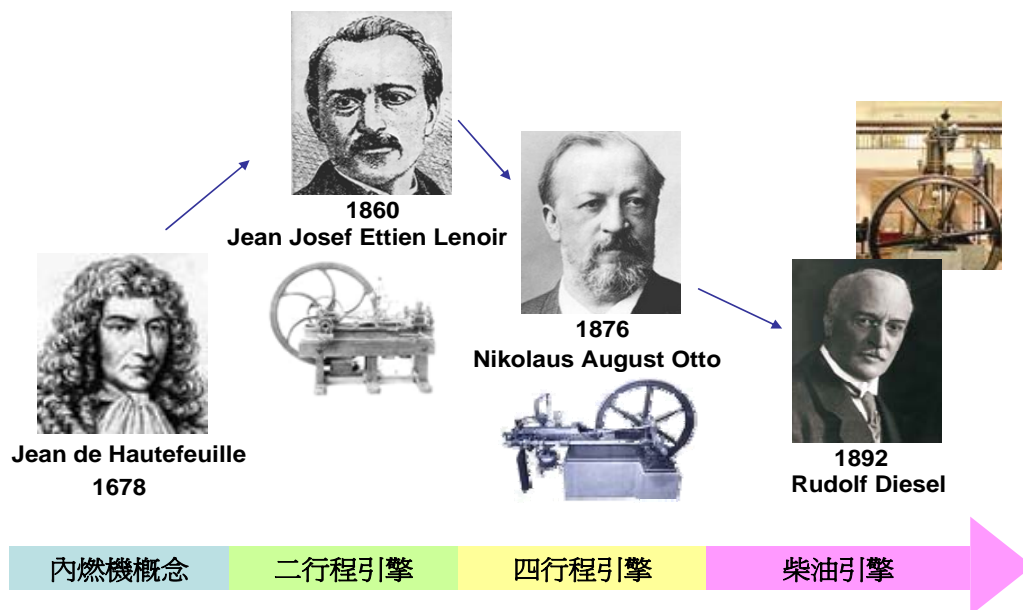 1860
Jean Josef Ettien Lenoir
1876
Nikolaus August Otto
Jean de Hautefeuille
1678
1892
Rudolf Diesel
內燃機概念
二行程引擎
四行程引擎
柴油引擎